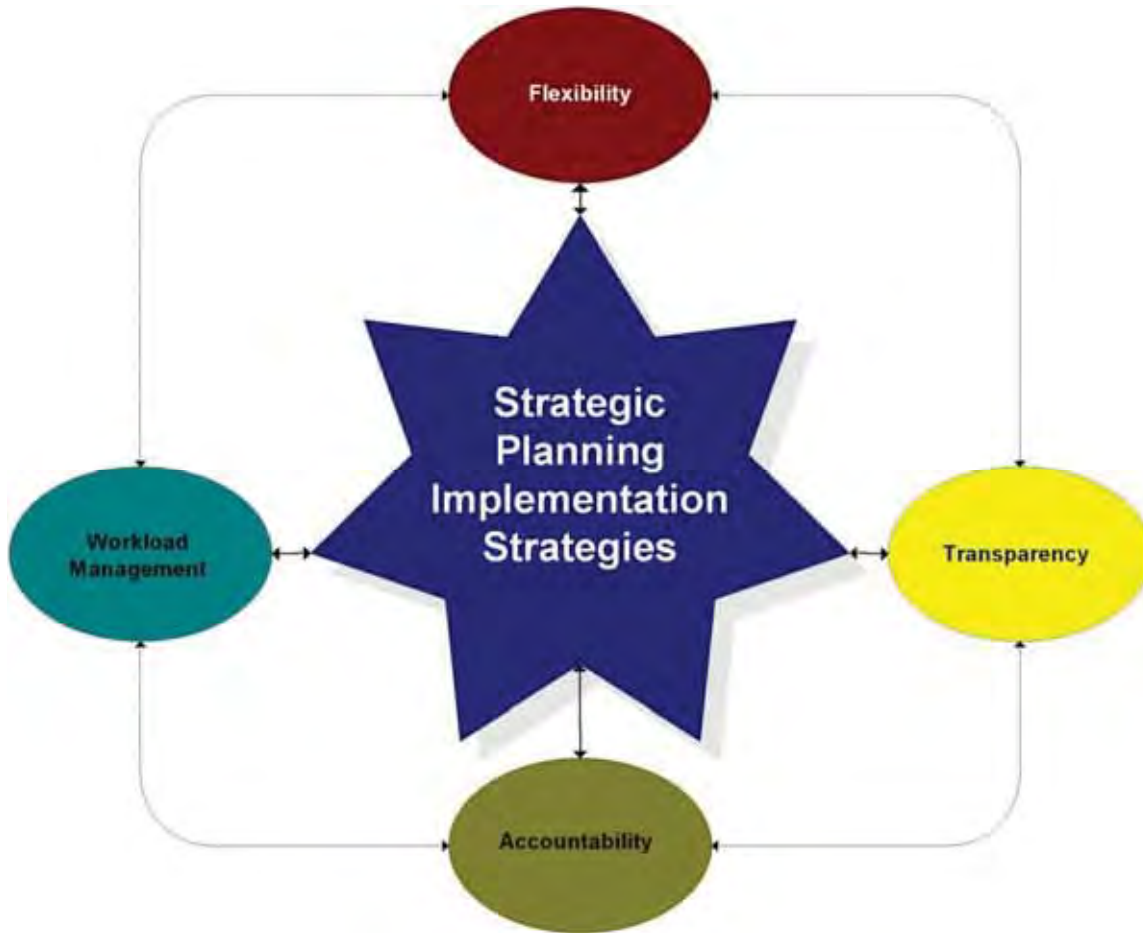 Flexibility
Strategic
Planning
Implementation
Strategies
Workload
Management
Transparency
Accountability